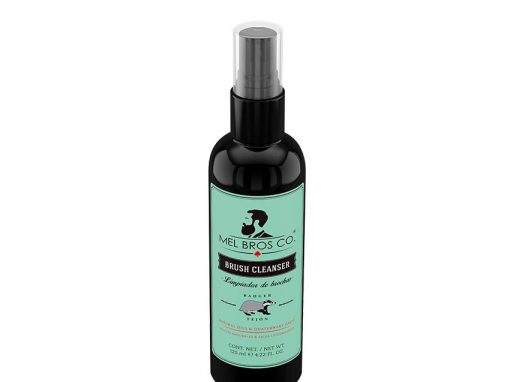 MEL BROS CO.
BRUSH CLEANSER
Limpiador de brochas
BADGER
TEJON
CONT. NET. / NET WT.
125 ml e 4.22 FL. OZ.